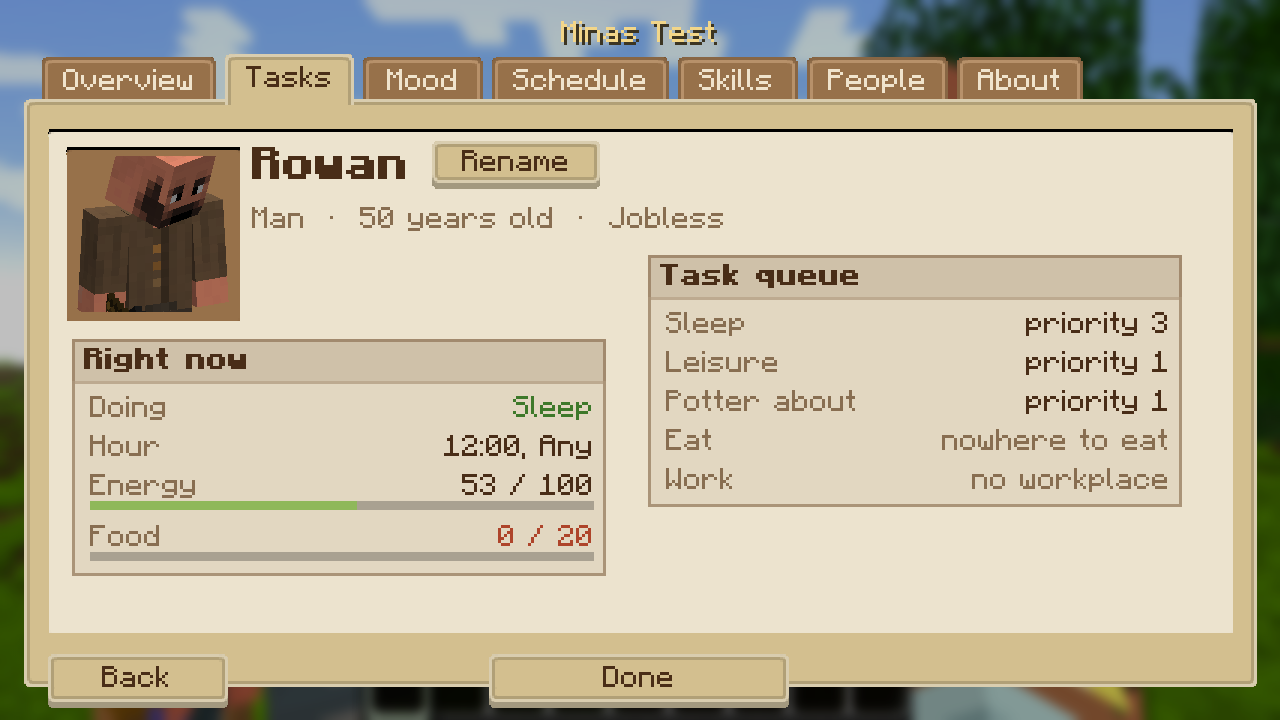 Minas Test
Overview Tasks Mood Schedule Skills People About
Rowan Rename
Man · 50 years old · Jobless
Right now
Doing Sleep
Hour 12:00, Any
Energy 53 / 100
Food 0 / 20
Task queue
Sleep priority 3
Leisure priority 1
Potter about priority 1
Eat nowhere to eat
Work no workplace
Back Done